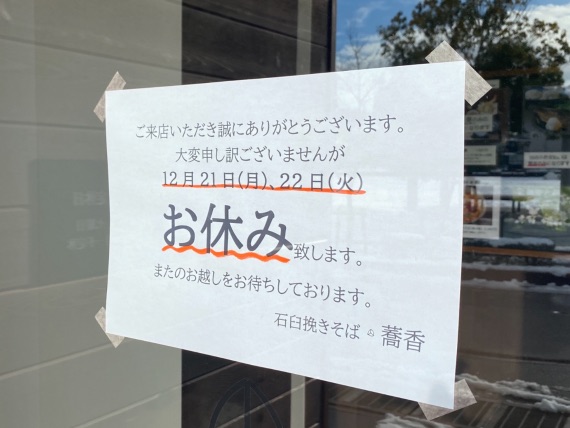 ご来店いただき誠にありがとうございます。
大変申し訳ございませんが
12月21日(月)、22日(火)
お休み致します。
またのお越しをお待ちしております。
石臼挽きそば 蕎香